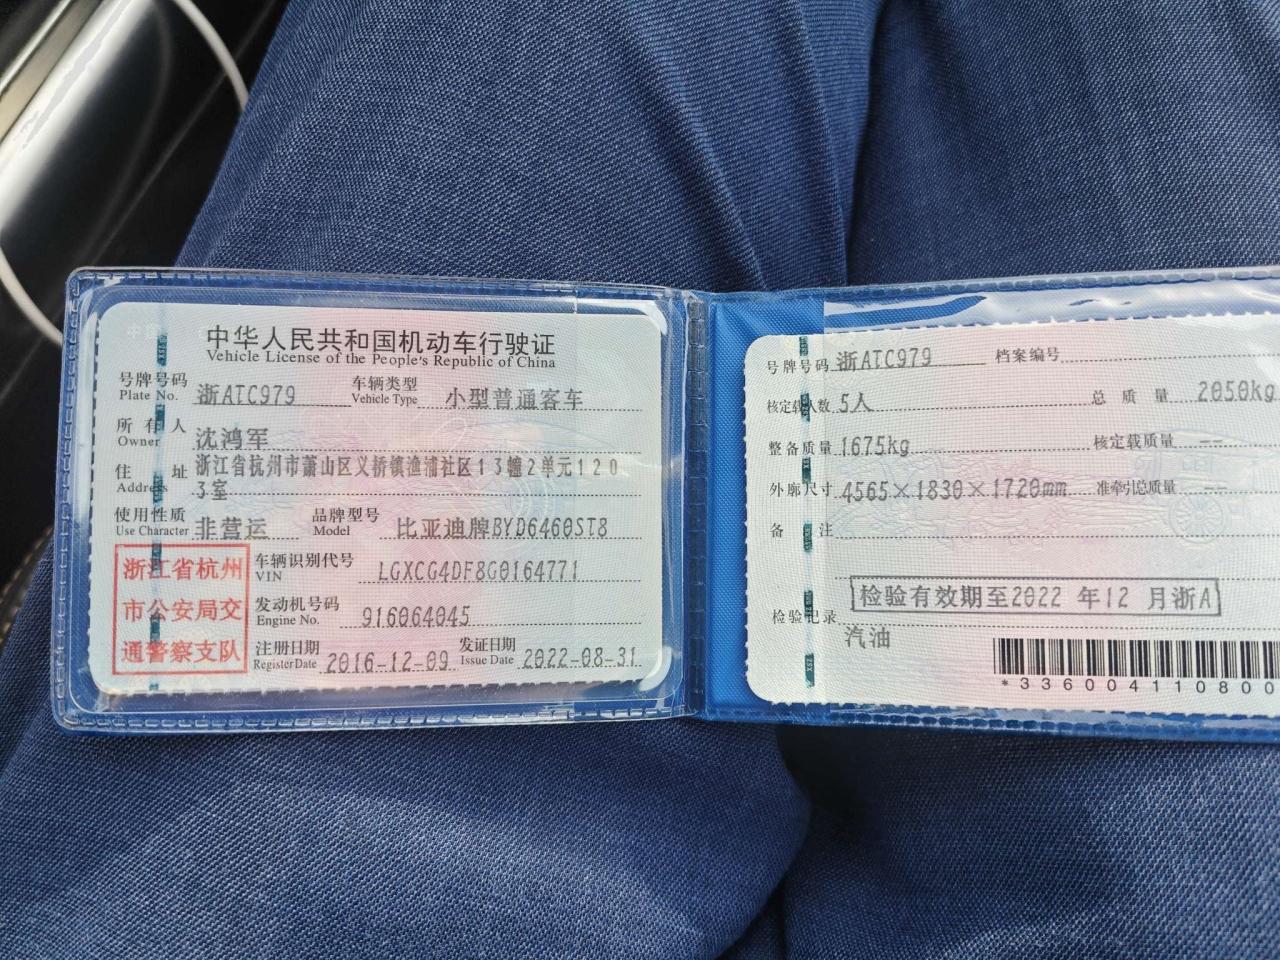 中华人民共和国机动车行驶证
Vehicle License of the People's Republic of China
号牌号码 浙ATC979 车辆类型 小型普通客车
Plate No. Vehicle Type
所有人 沈鸿军
Owner
住址 浙江省杭州市萧山区义桥镇渔浦社区13幢2单元120
Address 3室
使用性质 非营运 品牌型号 比亚迪牌BYD6460ST8
Use Character Model
浙江省杭州
市公安局交
通警察支队
车辆识别代号 LGXCG4DF8G0164771
VIN
发动机号码 916064045
Engine No.
注册日期 2016-12-09 发证日期 2022-08-31
Register Date Issue Date
号牌号码 浙ATC979 档案编号
核定载人数 5人 总质量 2050kg
整备质量 1675kg 核定载质量 --
外廓尺寸 4565×1830×1720mm 准牵引总质量 --
备注
检验有效期至2022 年12 月浙A
检验记录
汽油
*336004110800